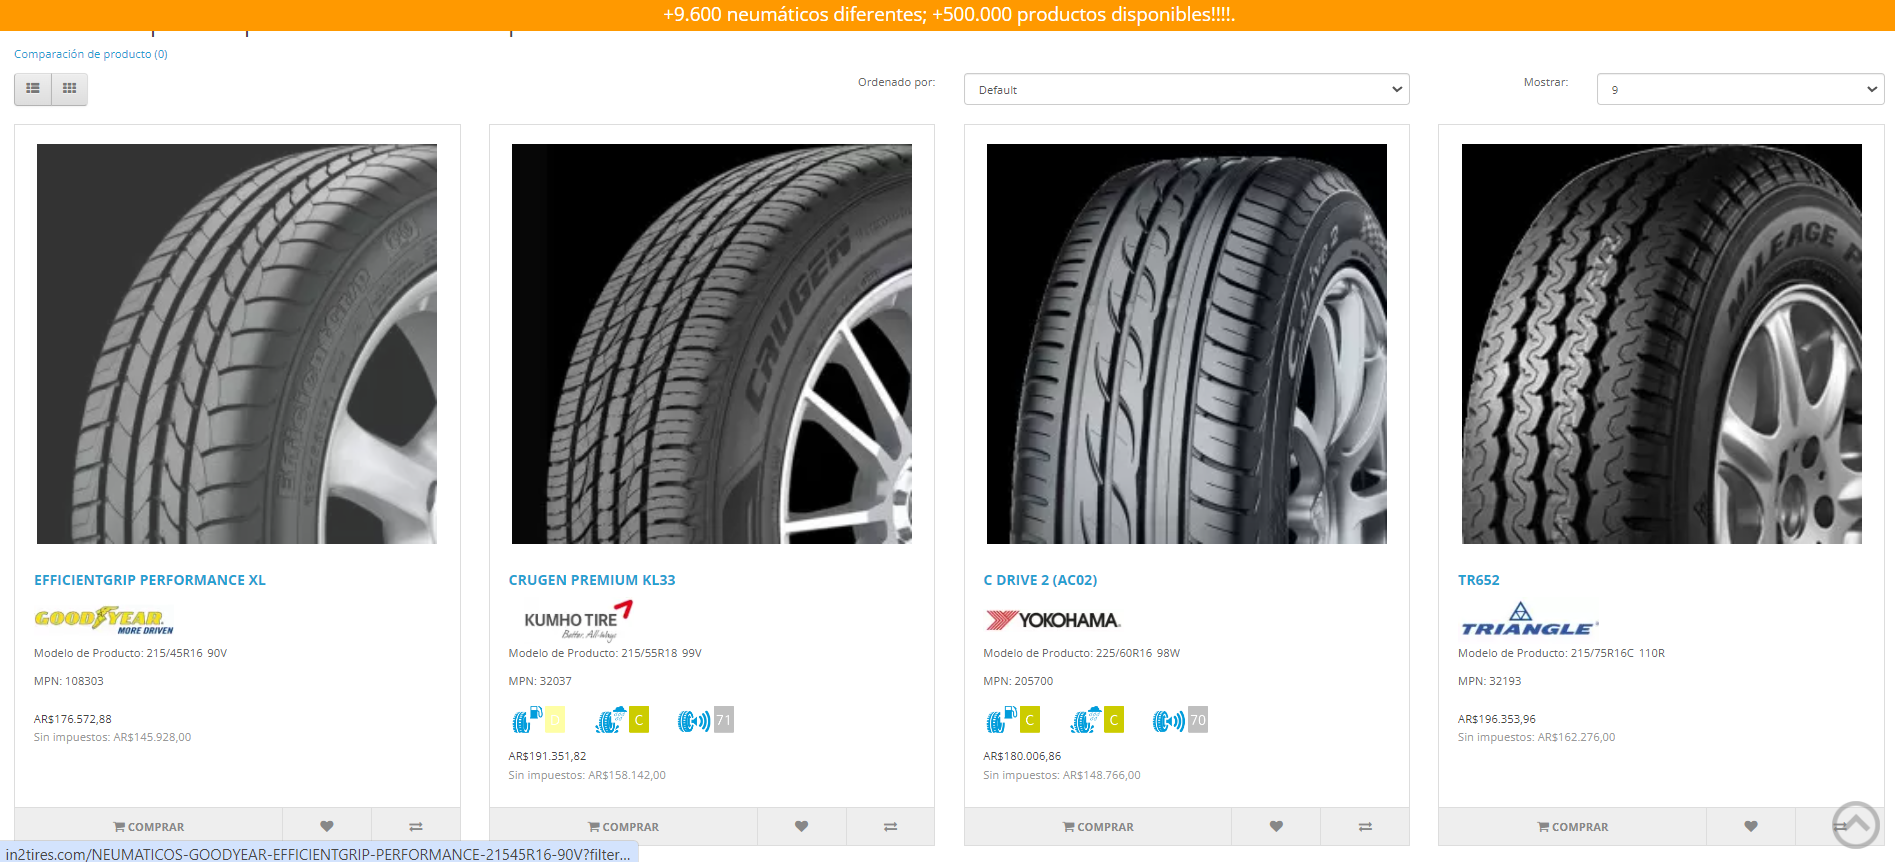 +9.600 neumáticos diferentes; +500.000 productos disponibles!!!!.
Comparación de producto (0)
Ordenado por:
Default
Mostrar:
9
EfficientGrip
EFFICIENTGRIP PERFORMANCE XL
GOODYEAR
MORE DRIVEN
Modelo de Producto: 215/45R16 90V
MPN: 108303
AR$176.572,88
Sin impuestos: AR$145.928,00
COMPRAR
CRUGEN
CRUGEN PREMIUM KL33
KUMHO TIRE
Better, All-Ways
Modelo de Producto: 215/55R18 99V
MPN: 32037
D
C
71
AR$191.351,82
Sin impuestos: AR$158.142,00
COMPRAR
C.drive2
C DRIVE 2 (AC02)
YOKOHAMA
Modelo de Producto: 225/60R16 98W
MPN: 205700
C
C
70
AR$180.006,86
Sin impuestos: AR$148.766,00
COMPRAR
MILEAGE P
TR652
TRIANGLE
Modelo de Producto: 215/75R16C 110R
MPN: 32193
AR$196.353,96
Sin impuestos: AR$162.276,00
COMPRAR
in2tires.com/NEUMATICOS-GOODYEAR-EFFICIENTGRIP-PERFORMANCE-21545R16-90V?filter...